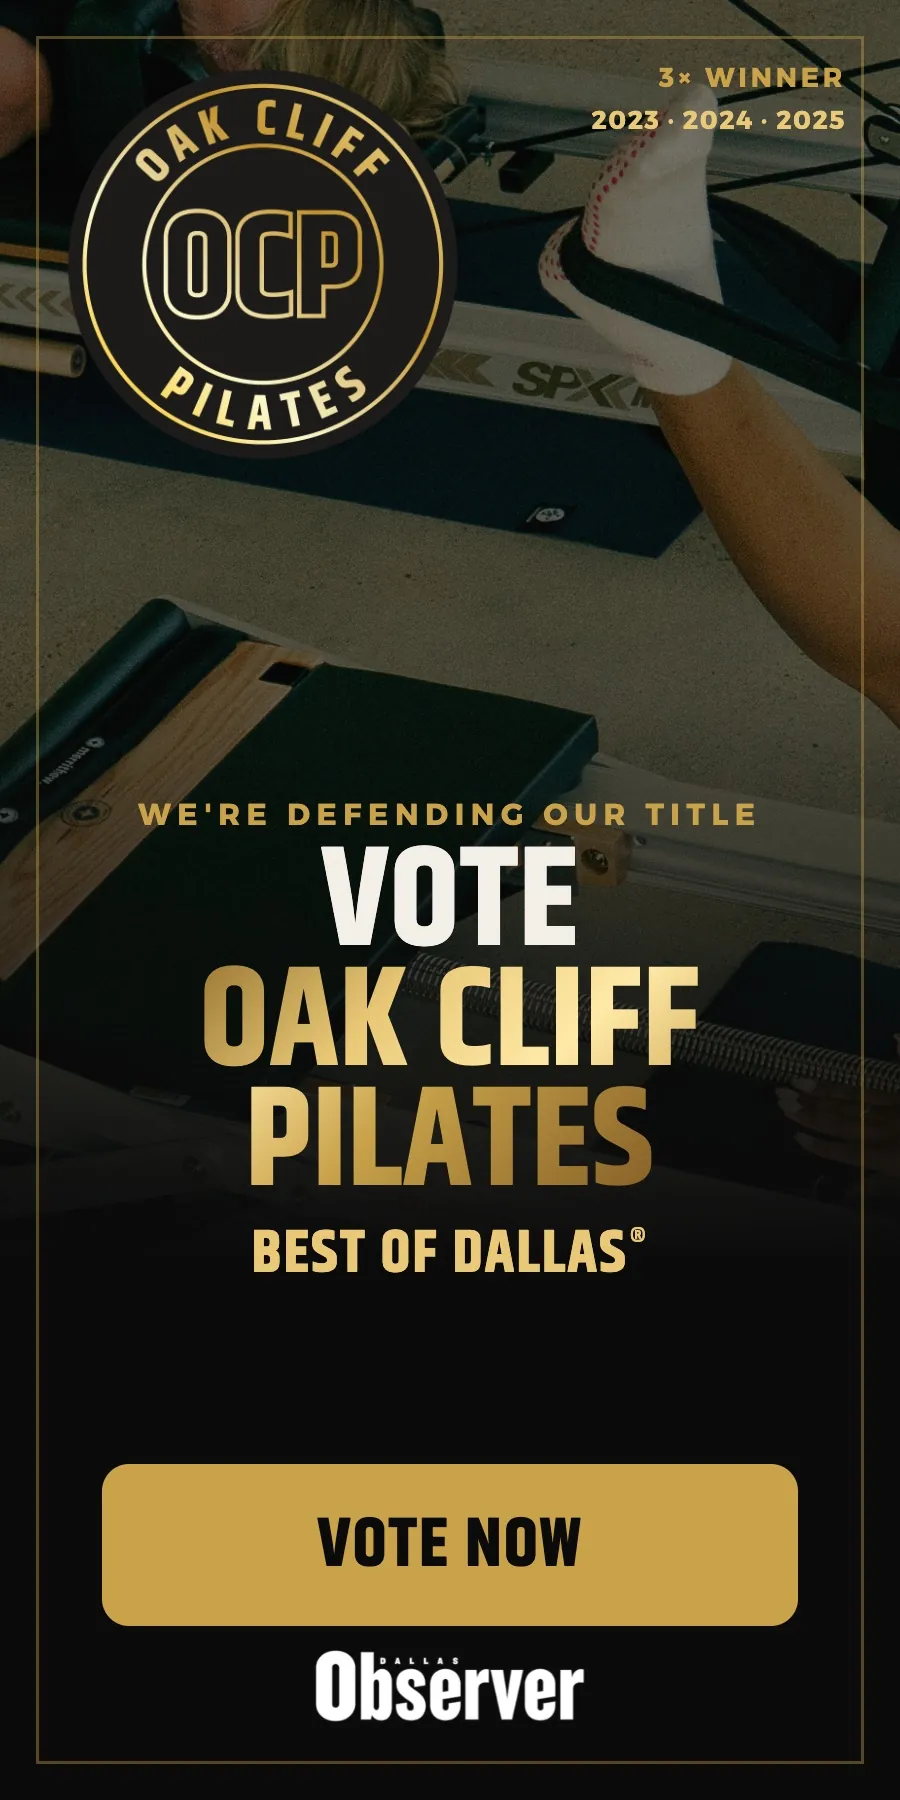 3× WINNER
2023 · 2024 · 2025
OAK CLIFF
OCP
PILATES
SPX
merrithew
WE'RE DEFENDING OUR TITLE
VOTE
OAK CLIFF
PILATES
BEST OF DALLAS®
VOTE NOW
DALLAS
Observer